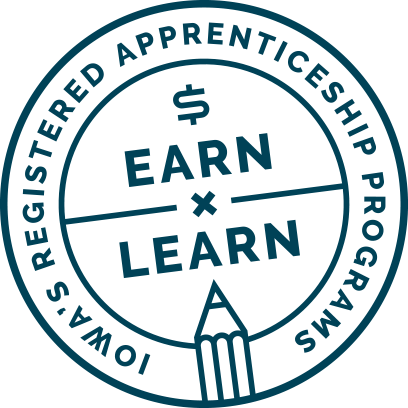 IOWA'S REGISTERED APPRENTICESHIP PROGRAMS
$
EARN
×
LEARN